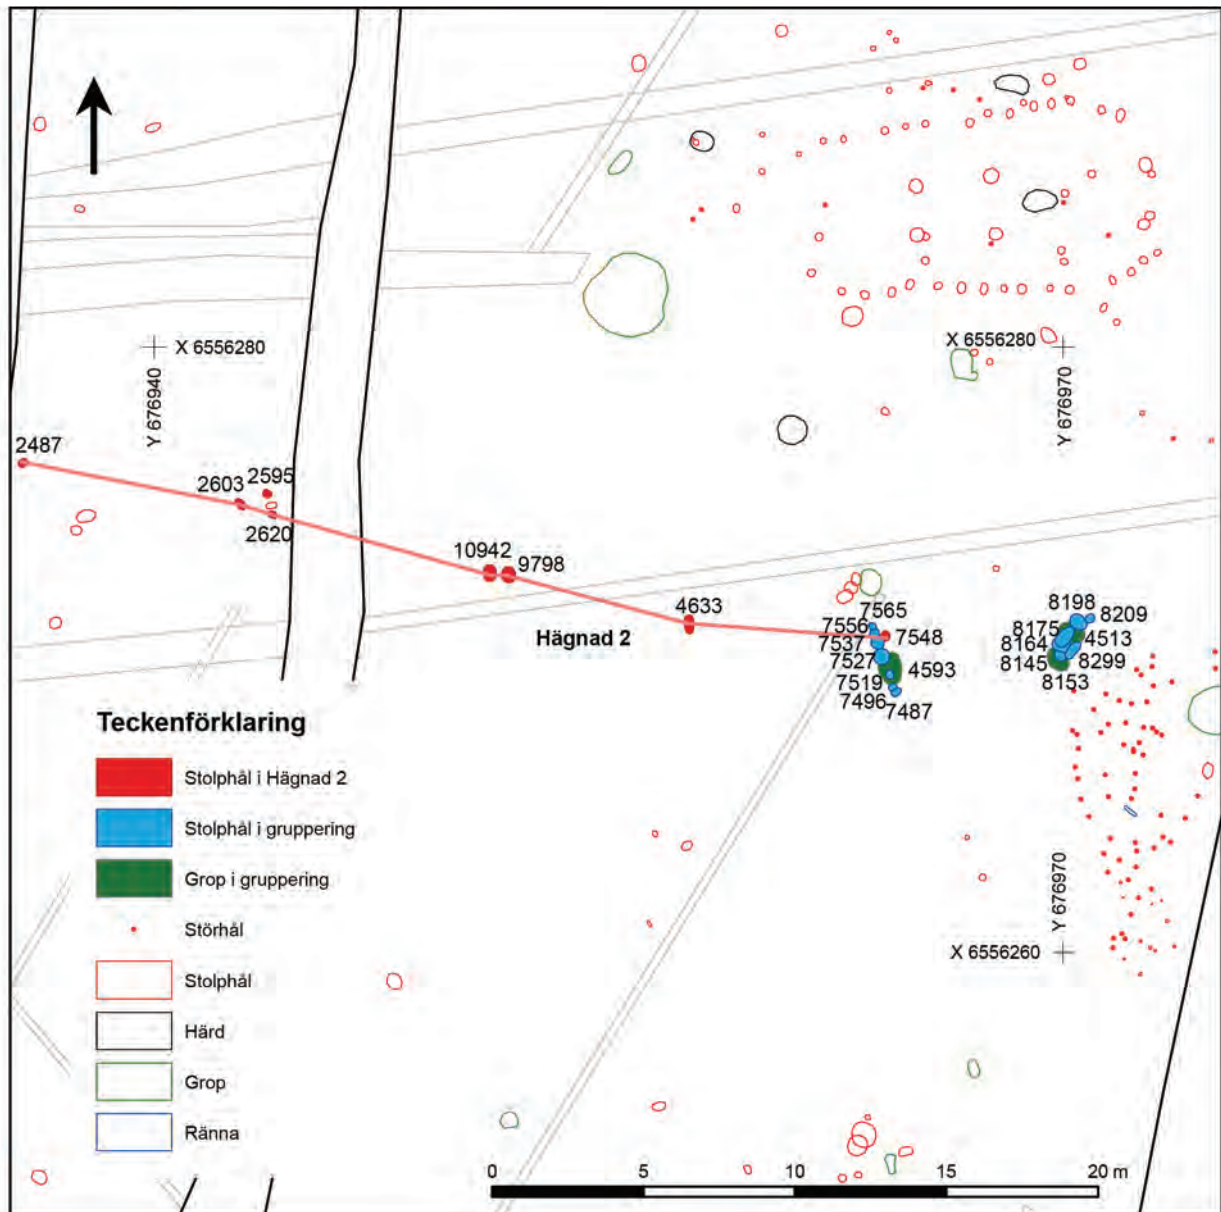 X 6556280
X 6556280
Y 676940
Y 676970
2487
2603
2595
2620
10942
9798
4633
Hägnad 2
7565
7556
7548
7537
7527
4593
7519
7496
7487
8198
8209
8175
4513
8164
8145
8299
8153
Teckenförklaring
Stolphål i Hägnad 2
Stolphål i gruppering
Grop i gruppering
Störhål
Stolphål
Härd
Grop
Ränna
Y 676970
X 6556260
0 5 10 15 20 m